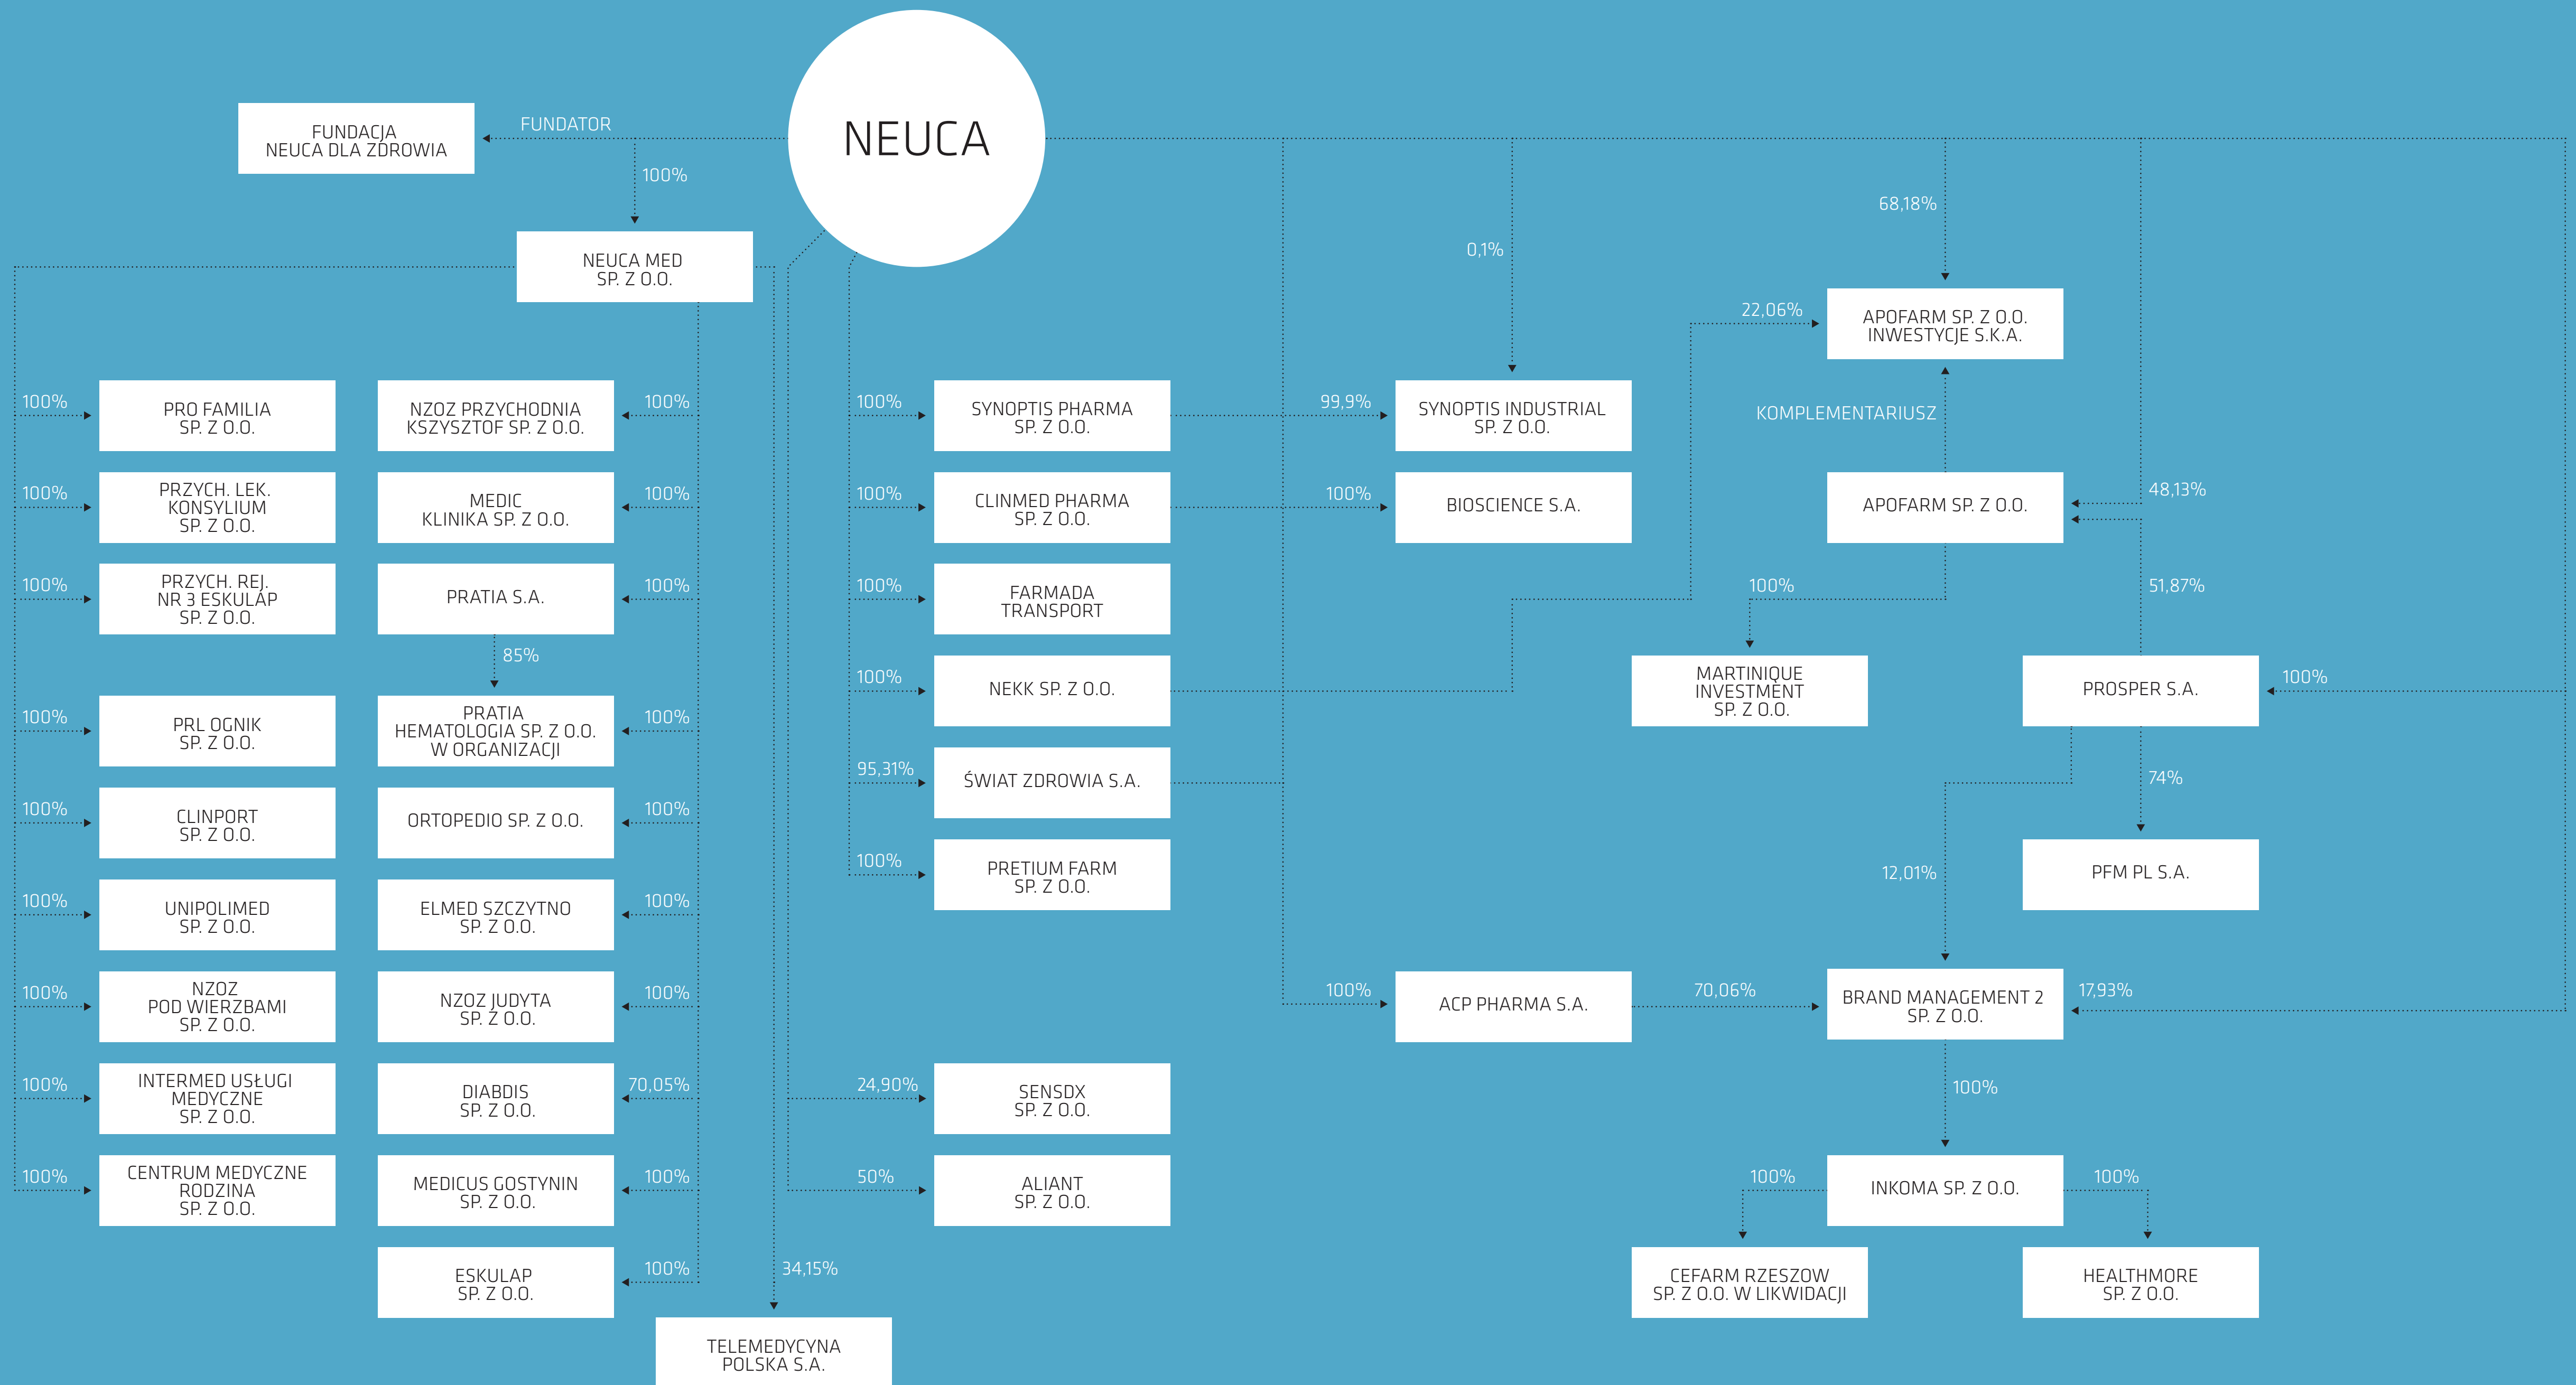 NEUCA
FUNDACJA
NEUCA DLA ZDROWIA
FUNDATOR
100%
NEUCA MED
SP. Z O.O.
100%
PRO FAMILIA
SP. Z O.O.
100%
PRZYCH. LEK.
KONSYLIUM
SP. Z O.O.
100%
PRZYCH. REJ.
NR 3 ESKULAP
SP. Z O.O.
100%
PRL OGNIK
SP. Z O.O.
100%
CLINPORT
SP. Z O.O.
100%
UNIPOLIMED
SP. Z O.O.
100%
NZOZ
POD WIERZBAMI
SP. Z O.O.
100%
INTERMED USŁUGI
MEDYCZNE
SP. Z O.O.
100%
CENTRUM MEDYCZNE
RODZINA
SP. Z O.O.
NZOZ PRZYCHODNIA
KSZYSZTOF SP. Z O.O.
100%
MEDIC
KLINIKA SP. Z O.O.
100%
PRATIA S.A.
100%
85%
PRATIA
HEMATOLOGIA SP. Z O.O.
W ORGANIZACJI
100%
ORTOPEDIO SP. Z O.O.
100%
ELMED SZCZYTNO
SP. Z O.O.
100%
NZOZ JUDYTA
SP. Z O.O.
100%
DIABDIS
SP. Z O.O.
70,05%
MEDICUS GOSTYNIN
SP. Z O.O.
100%
ESKULAP
SP. Z O.O.
100%
34,15%
TELEMEDYCYNA
POLSKA S.A.
100%
SYNOPTIS PHARMA
SP. Z O.O.
100%
CLINMED PHARMA
SP. Z O.O.
100%
FARMADA
TRANSPORT
100%
NEKK SP. Z O.O.
95,31%
ŚWIAT ZDROWIA S.A.
100%
PRETIUM FARM
SP. Z O.O.
24,90%
SENSDX
SP. Z O.O.
50%
ALIANT
SP. Z O.O.
0,1%
99,9%
SYNOPTIS INDUSTRIAL
SP. Z O.O.
100%
BIOSCIENCE S.A.
100%
ACP PHARMA S.A.
68,18%
22,06%
APOFARM SP. Z O.O.
INWESTYCJE S.K.A.
KOMPLEMENTARIUSZ
APOFARM SP. Z O.O.
48,13%
51,87%
100%
MARTINIQUE
INVESTMENT
SP. Z O.O.
PROSPER S.A.
100%
74%
PFM PL S.A.
12,01%
70,06%
BRAND MANAGEMENT 2
SP. Z O.O.
17,93%
100%
INKOMA SP. Z O.O.
100%
100%
CEFARM RZESZOW
SP. Z O.O. W LIKWIDACJI
HEALTHMORE
SP. Z O.O.